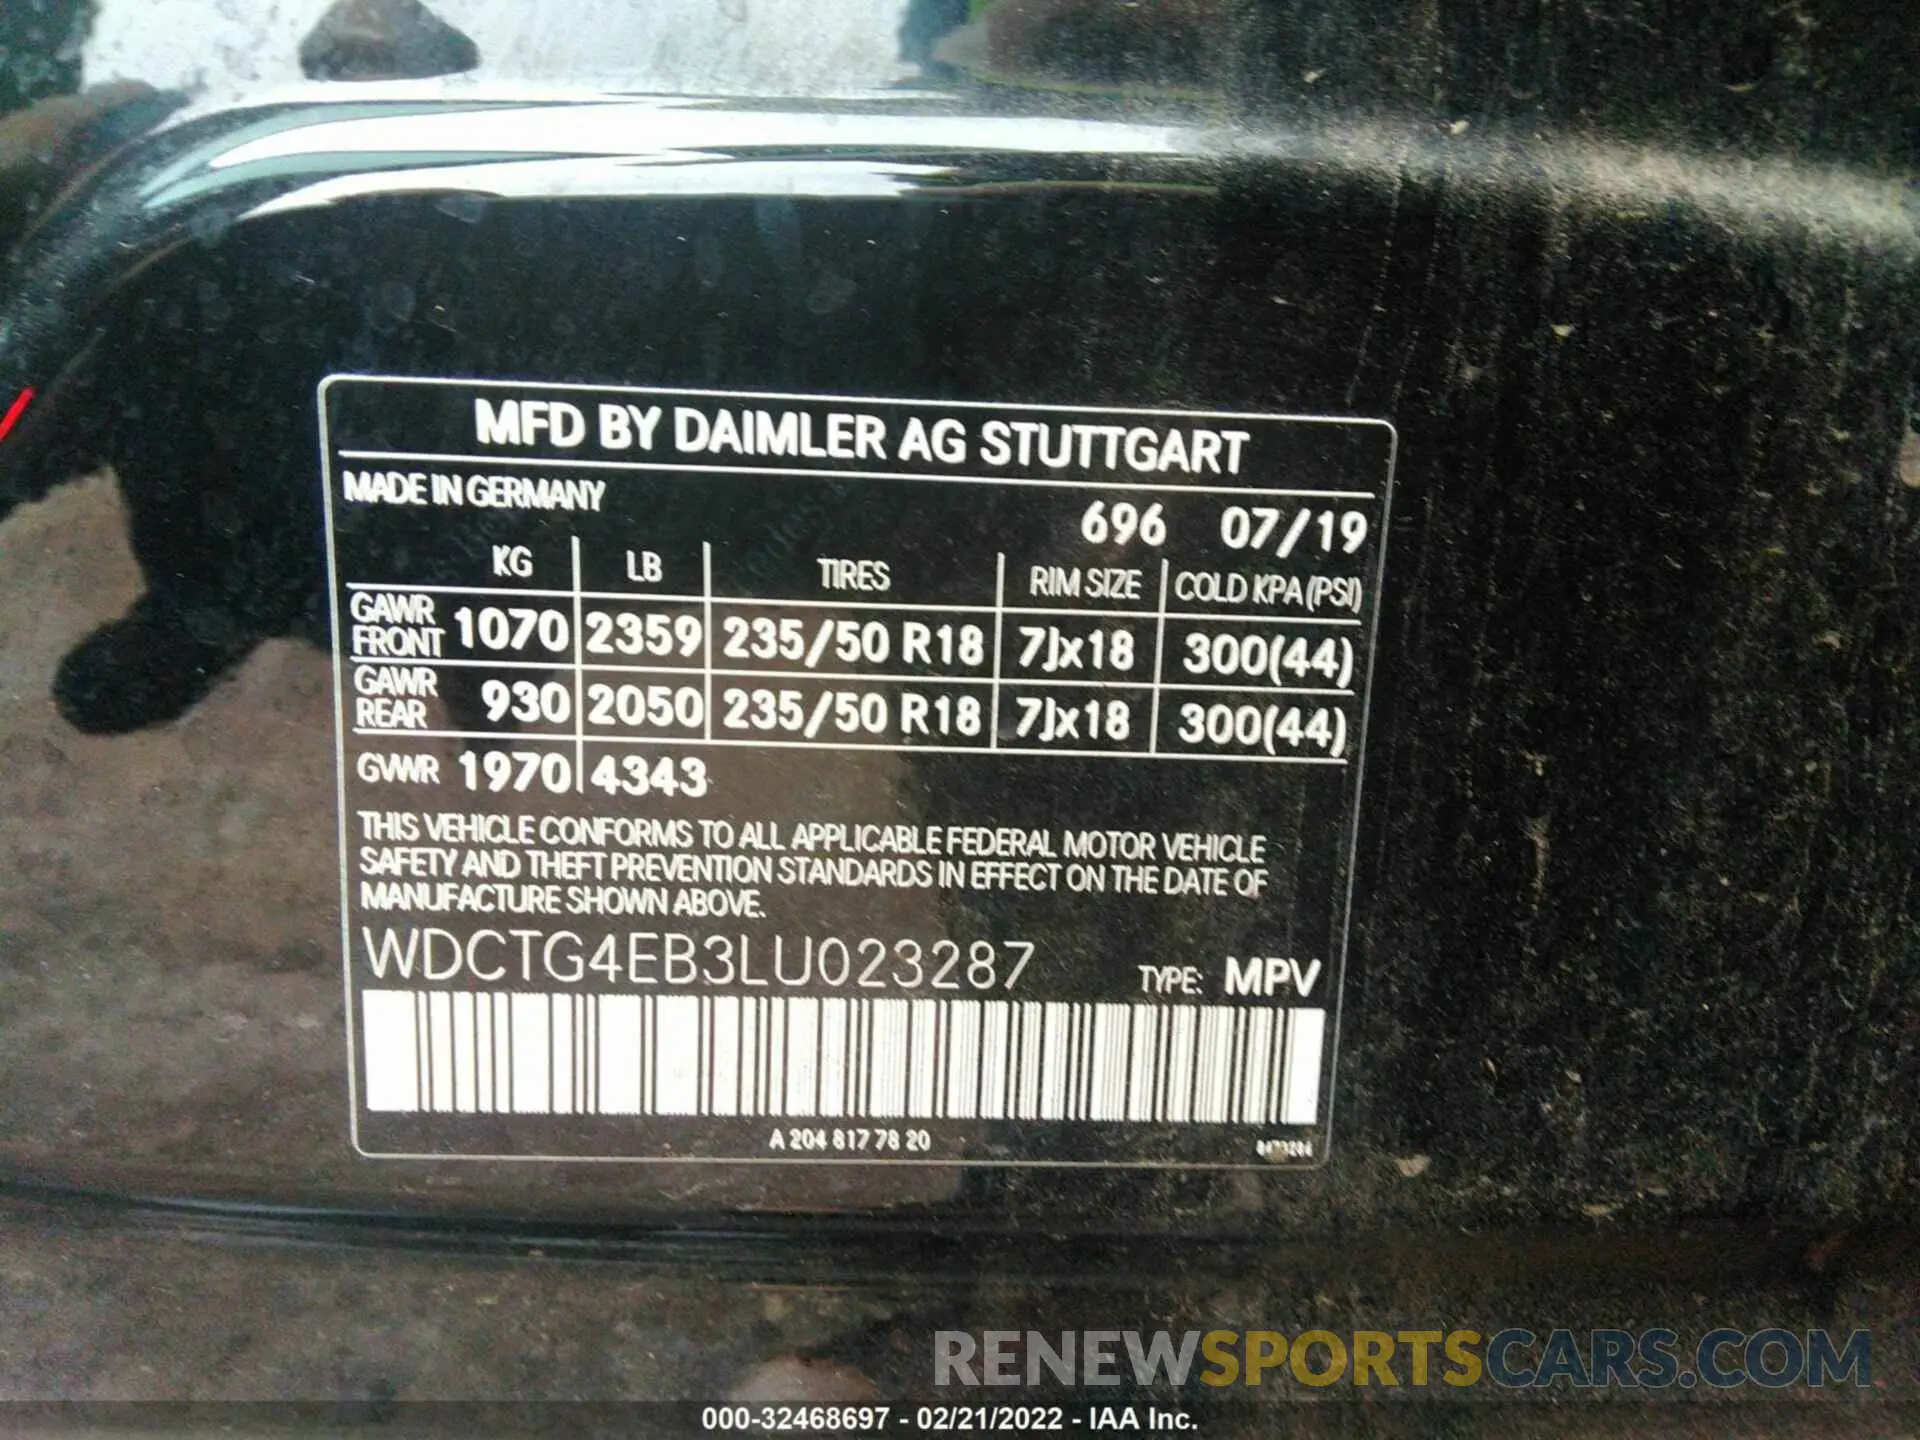 MFD BY DAIMLER AG STUTTGART
MADE IN GERMANY
696 07/19
KG LB TIRES RIM SIZE COLD KPA (PSI)
GAWR FRONT 1070 2359 235/50 R18 7Jx18 300(44)
GAWR REAR 930 2050 235/50 R18 7Jx18 300(44)
GVWR 1970 4343
THIS VEHICLE CONFORMS TO ALL APPLICABLE FEDERAL MOTOR VEHICLE
SAFETY AND THEFT PREVENTION STANDARDS IN EFFECT ON THE DATE OF
MANUFACTURE SHOWN ABOVE.
WDCTG4EB3LU023287 TYPE: MPV
A 204 817 78 20
RENEWSPORTSCARS.COM
000-32468697 - 02/21/2022 - IAA Inc.